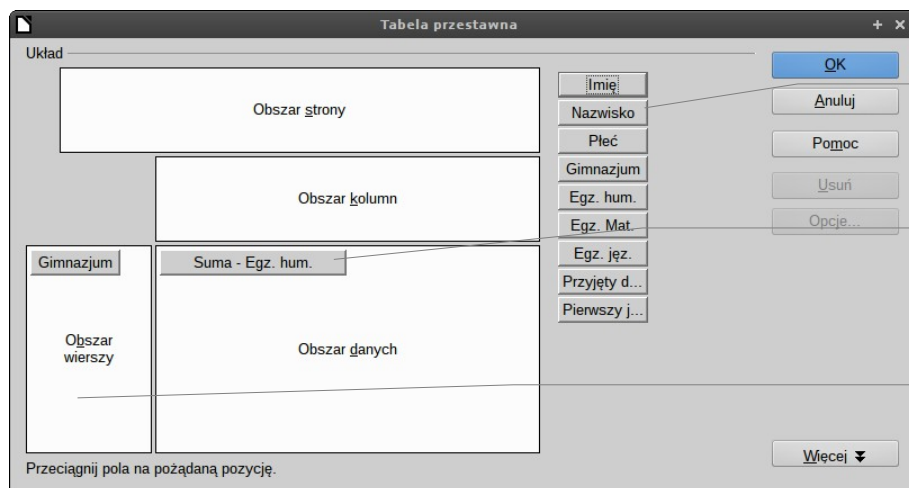 Tabela przestawna
Układ
Obszar strony
Obszar kolumn
Gimnazjum
Obszar
wierszy
Suma - Egz. hum.
Obszar danych
Imię
Nazwisko
Płeć
Gimnazjum
Egz. hum.
Egz. Mat.
Egz. jęz.
Przyjęty d...
Pierwszy j...
OK
Anuluj
Pomoc
Usuń
Opcje...
Więcej
Przeciągnij pola na pożądaną pozycję.